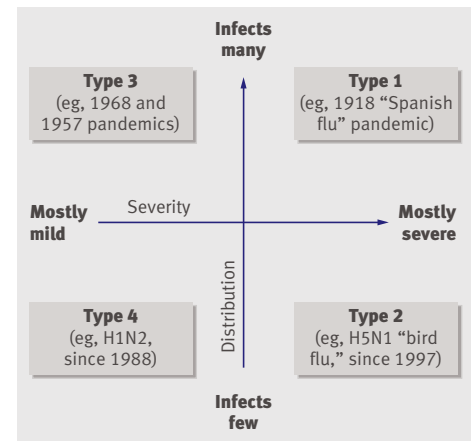 Infects
many
Type 3
(eg, 1968 and
1957 pandemics)
Type 1
(eg, 1918 “Spanish
flu” pandemic)
Mostly
mild
Severity
Mostly
severe
Distribution
Type 4
(eg, H1N2,
since 1988)
Type 2
(eg, H5N1 “bird
flu,” since 1997)
Infects
few